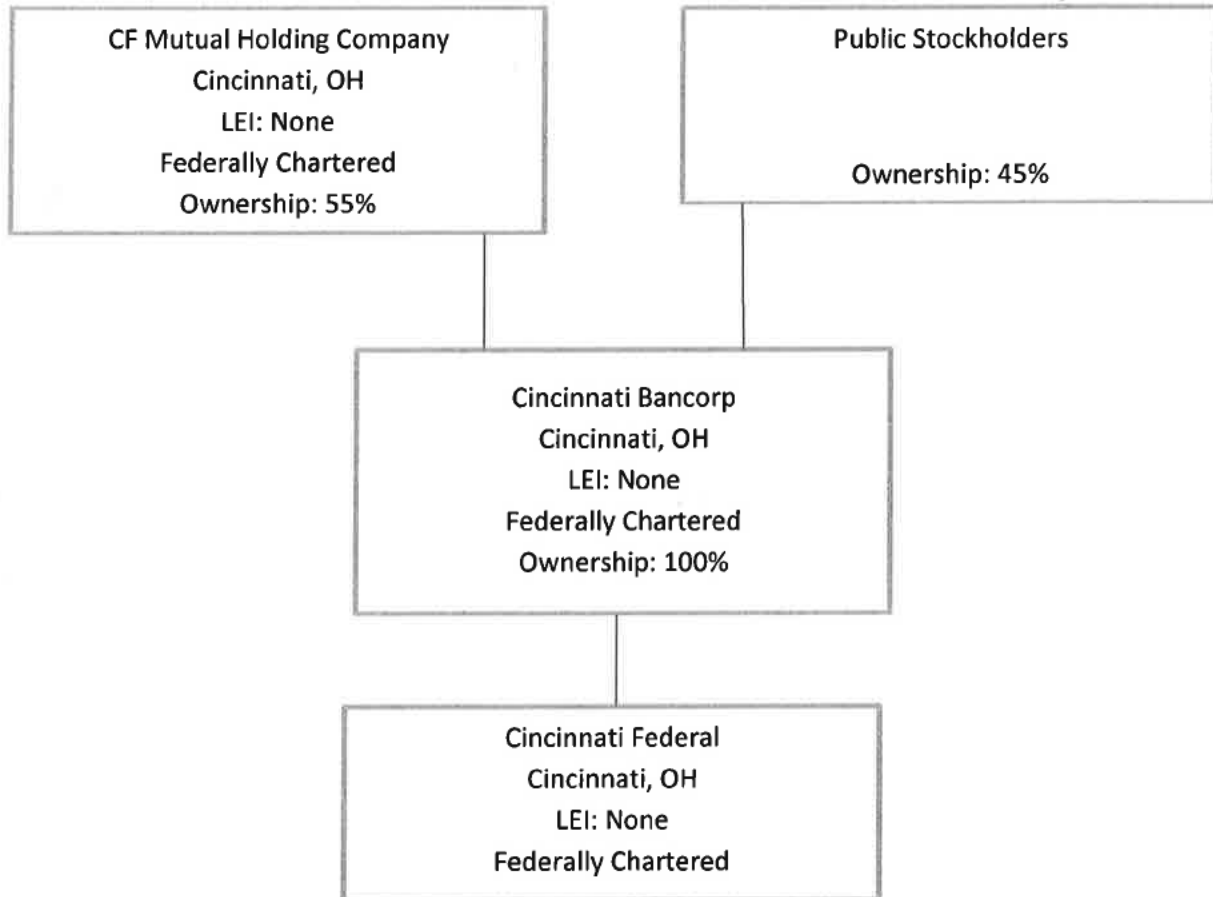 CF Mutual Holding Company
Cincinnati, OH
LEI: None
Federally Chartered
Ownership: 55%
Public Stockholders
Ownership: 45%
Cincinnati Bancorp
Cincinnati, OH
LEI: None
Federally Chartered
Ownership: 100%
Cincinnati Federal
Cincinnati, OH
LEI: None
Federally Chartered